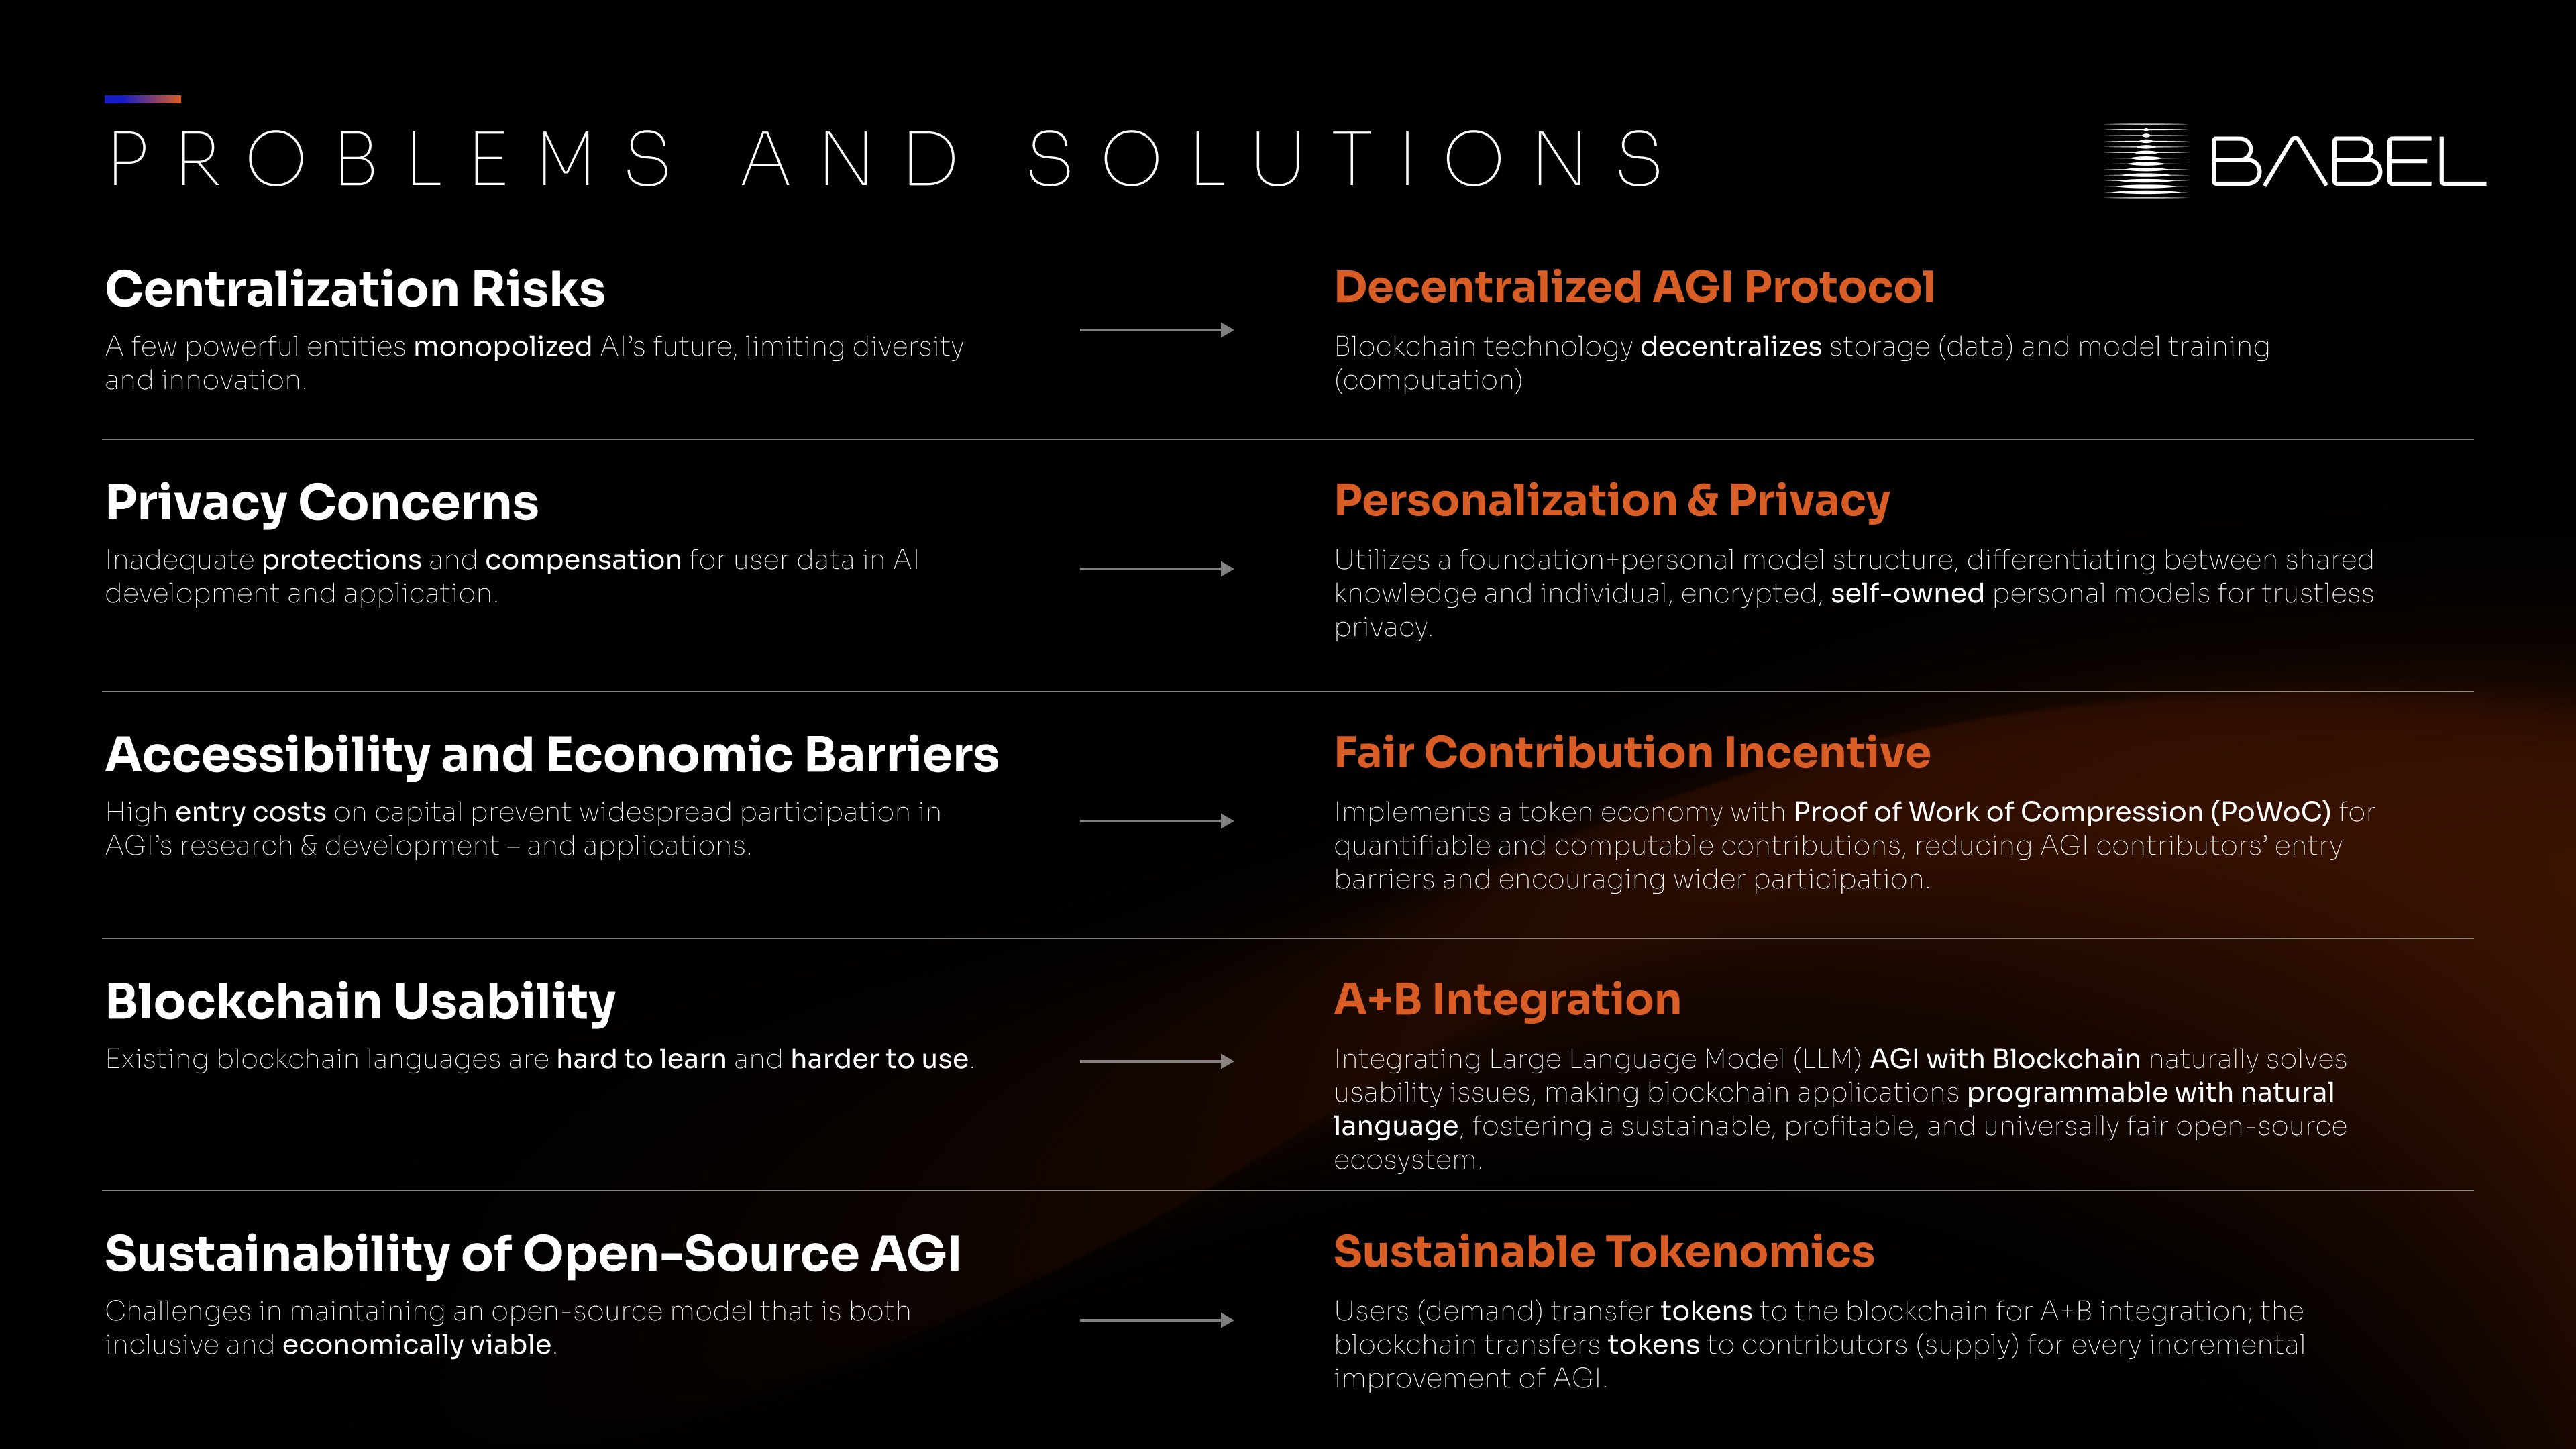 PROBLEMS AND SOLUTIONS
BABEL
Centralization Risks
A few powerful entities monopolized AI’s future, limiting diversity
and innovation.
Decentralized AGI Protocol
Blockchain technology decentralizes storage (data) and model training
(computation)
Privacy Concerns
Inadequate protections and compensation for user data in AI
development and application.
Personalization & Privacy
Utilizes a foundation+personal model structure, differentiating between shared
knowledge and individual, encrypted, self-owned personal models for trustless
privacy.
Accessibility and Economic Barriers
High entry costs on capital prevent widespread participation in
AGI’s research & development – and applications.
Fair Contribution Incentive
Implements a token economy with Proof of Work of Compression (PoWoC) for
quantifiable and computable contributions, reducing AGI contributors’ entry
barriers and encouraging wider participation.
Blockchain Usability
Existing blockchain languages are hard to learn and harder to use.
A+B Integration
Integrating Large Language Model (LLM) AGI with Blockchain naturally solves
usability issues, making blockchain applications programmable with natural
language, fostering a sustainable, profitable, and universally fair open-source
ecosystem.
Sustainability of Open-Source AGI
Challenges in maintaining an open-source model that is both
inclusive and economically viable.
Sustainable Tokenomics
Users (demand) transfer tokens to the blockchain for A+B integration; the
blockchain transfers tokens to contributors (supply) for every incremental
improvement of AGI.